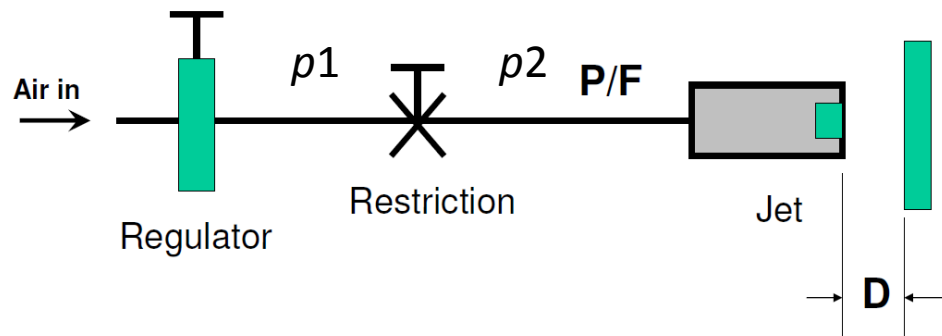 p1
p2
P/F
Air in
Restriction
Jet
Regulator
D